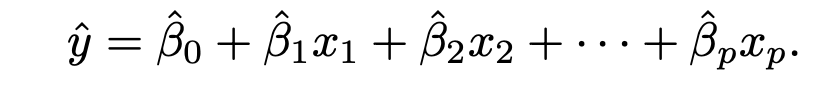 ŷ = β̂₀ + β̂₁x₁ + β̂₂x₂ + ··· + β̂ₚxₚ.